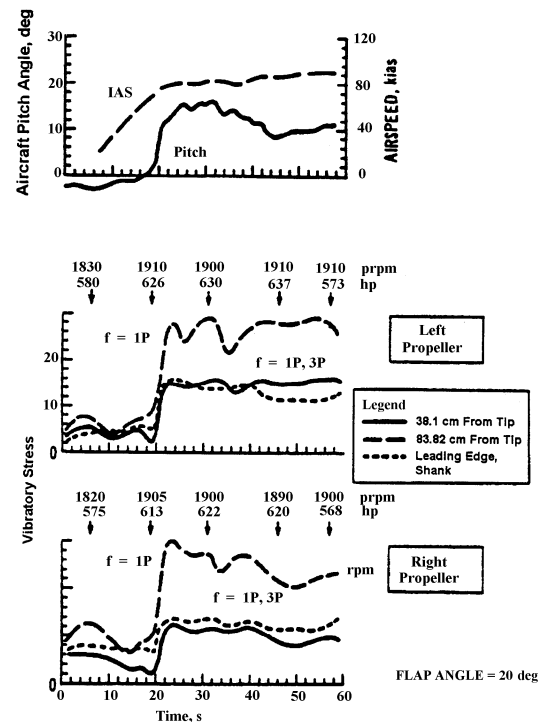 Aircraft Pitch Angle, deg
30
20
10
0
IAS
Pitch
120
80
40
0
AIRSPEED, kias
1830 1910 1900 1910 1910 prpm
580 626 630 637 573 hp
Left
Propeller
f = 1P
f = 1P, 3P
20
10
0
Legend
38.1 cm From Tip
83.82 cm From Tip
Leading Edge,
Shank
Vibratory Stress
1820 1905 1900 1890 1900 prpm
575 613 622 620 568 hp
Right
Propeller
f = 1P
rpm
f = 1P, 3P
0
0 10 20 30 40 50 60
Time, s
FLAP ANGLE = 20 deg